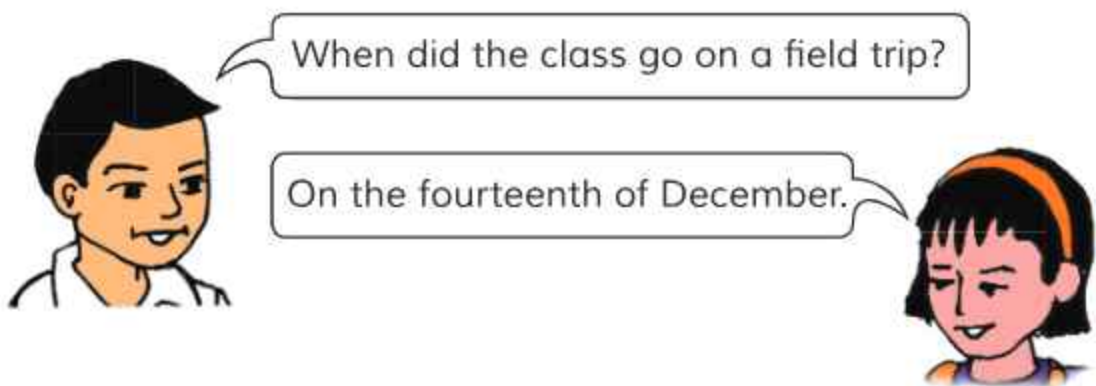 When did the class go on a field trip?
On the fourteenth of December.